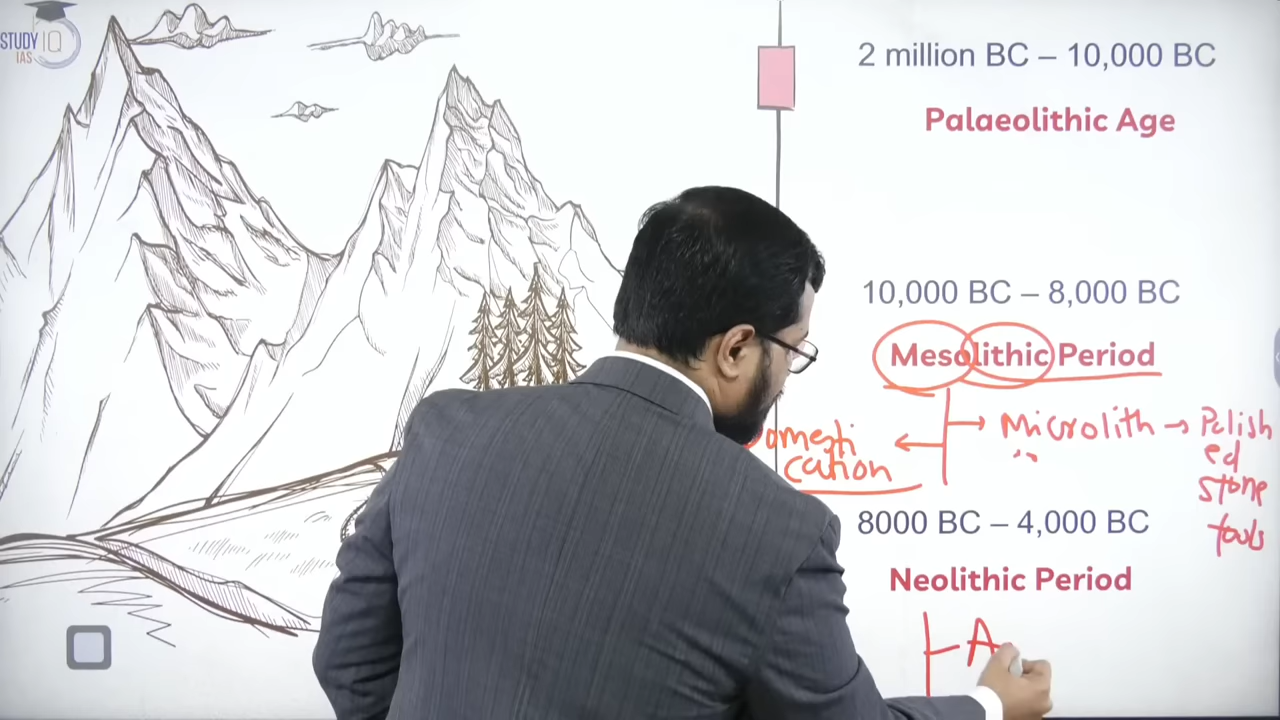 STUDY IQ
IAS
2 million BC – 10,000 BC
Palaeolithic Age
10,000 BC – 8,000 BC
Mesolithic Period
Microlith → Polish
ed
stone
tools
Domesti
cation
8000 BC – 4,000 BC
Neolithic Period
A